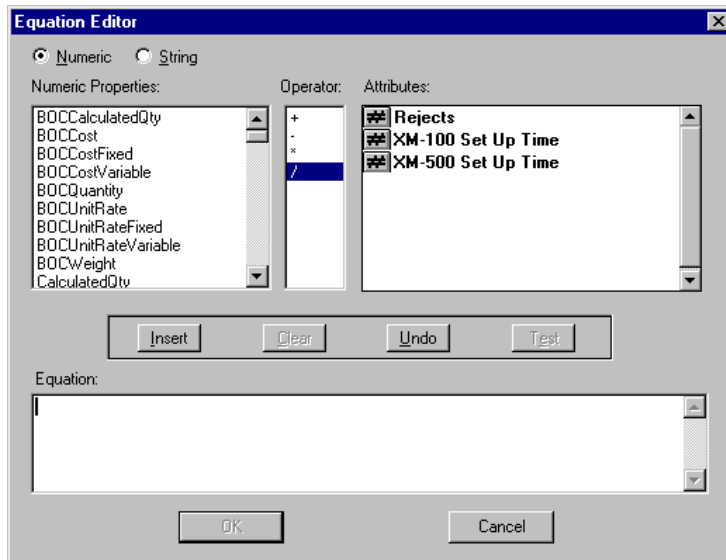 Equation Editor
Numeric String
Numeric Properties: Operator: Attributes:
BOCCalculatedQty
BOCCost
BOCCostFixed
BOCCostVariable
BOCQuantity
BOCUnitRate
BOCUnitRateFixed
BOCUnitRateVariable
BOCWeight
CalculatedQty
+
-
*
/
# Rejects
# XM-100 Set Up Time
# XM-500 Set Up Time
Insert Clear Undo Test
Equation:
OK Cancel